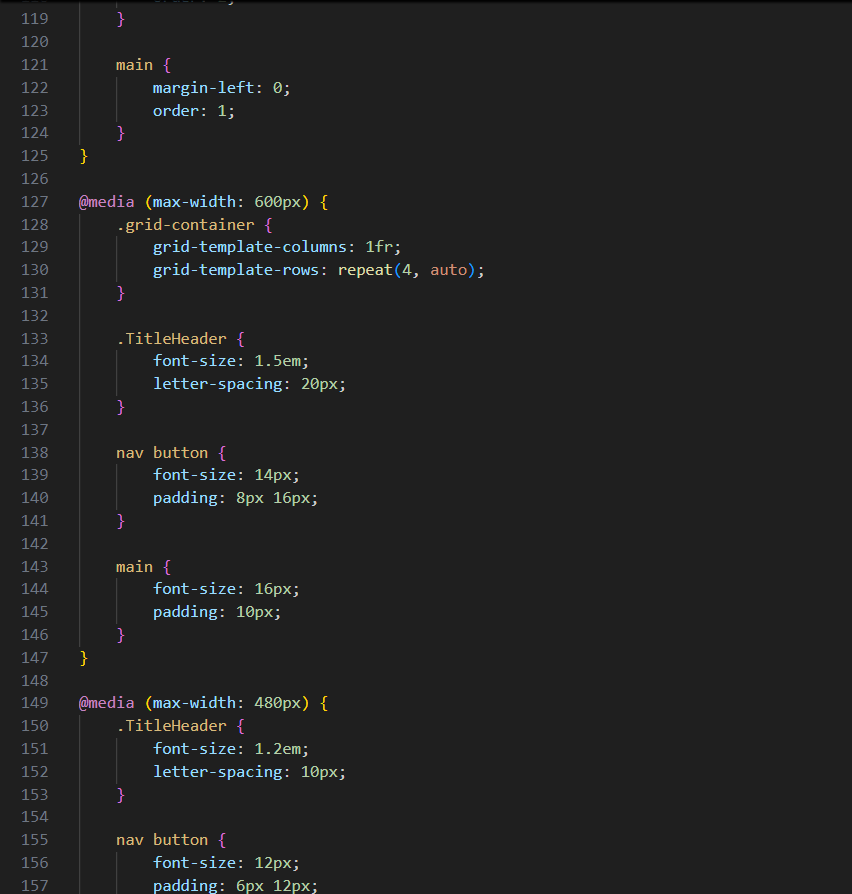 119 }
120
121 main {
122 margin-left: 0;
123 order: 1;
124 }
125 }
126
127 @media (max-width: 600px) {
128 .grid-container {
129 grid-template-columns: 1fr;
130 grid-template-rows: repeat(4, auto);
131 }
132
133 .TitleHeader {
134 font-size: 1.5em;
135 letter-spacing: 20px;
136 }
137
138 nav button {
139 font-size: 14px;
140 padding: 8px 16px;
141 }
142
143 main {
144 font-size: 16px;
145 padding: 10px;
146 }
147 }
148
149 @media (max-width: 480px) {
150 .TitleHeader {
151 font-size: 1.2em;
152 letter-spacing: 10px;
153 }
154
155 nav button {
156 font-size: 12px;
157 padding: 6px 12px;